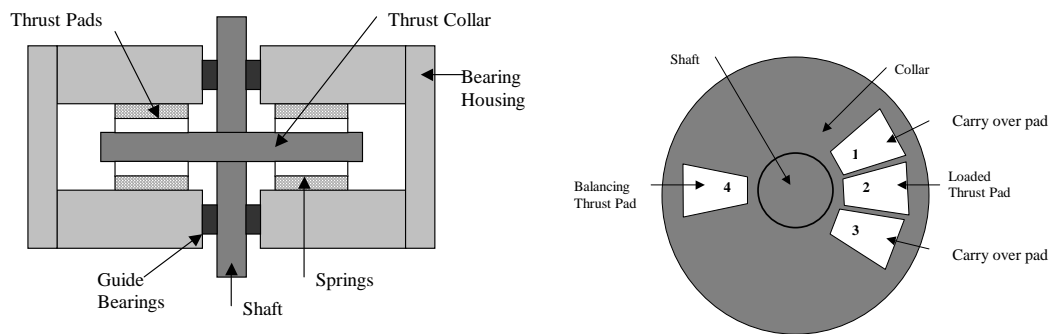 Thrust Pads
Thrust Collar
Bearing
Housing
Guide
Bearings
Springs
Shaft
Shaft
Collar
Carry over pad
1
Balancing
Thrust Pad
4
2
Loaded
Thrust Pad
3
Carry over pad